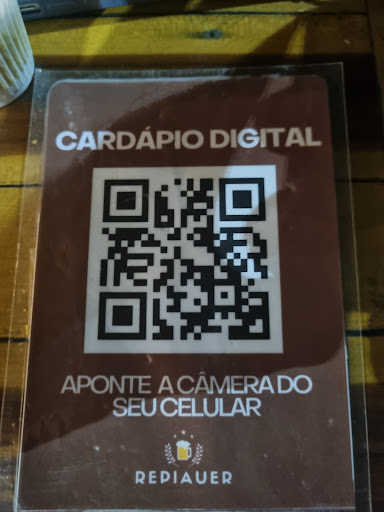 CARDÁPIO DIGITAL
APONTE A CÂMERA DO
SEU CELULAR
REPIAUER